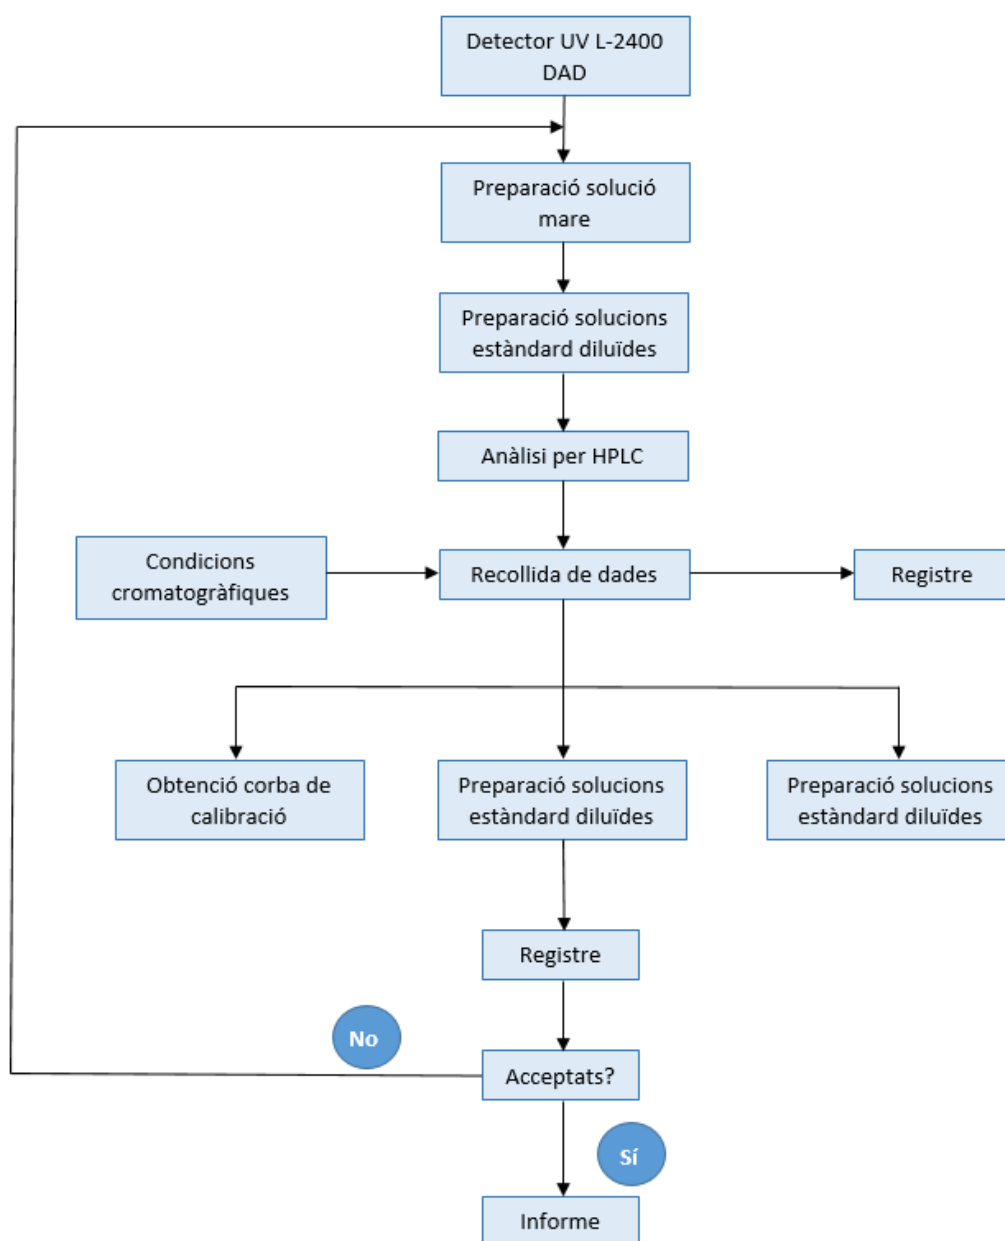 Detector UV L-2400
DAD
Preparació solució
mare
Preparació solucions
estàndard diluïdes
Anàlisi per HPLC
Condicions
cromatogràfiques
Recollida de dades
Registre
Obtenció corba de
calibració
Preparació solucions
estàndard diluïdes
Preparació solucions
estàndard diluïdes
Registre
No
Acceptats?
Sí
Informe